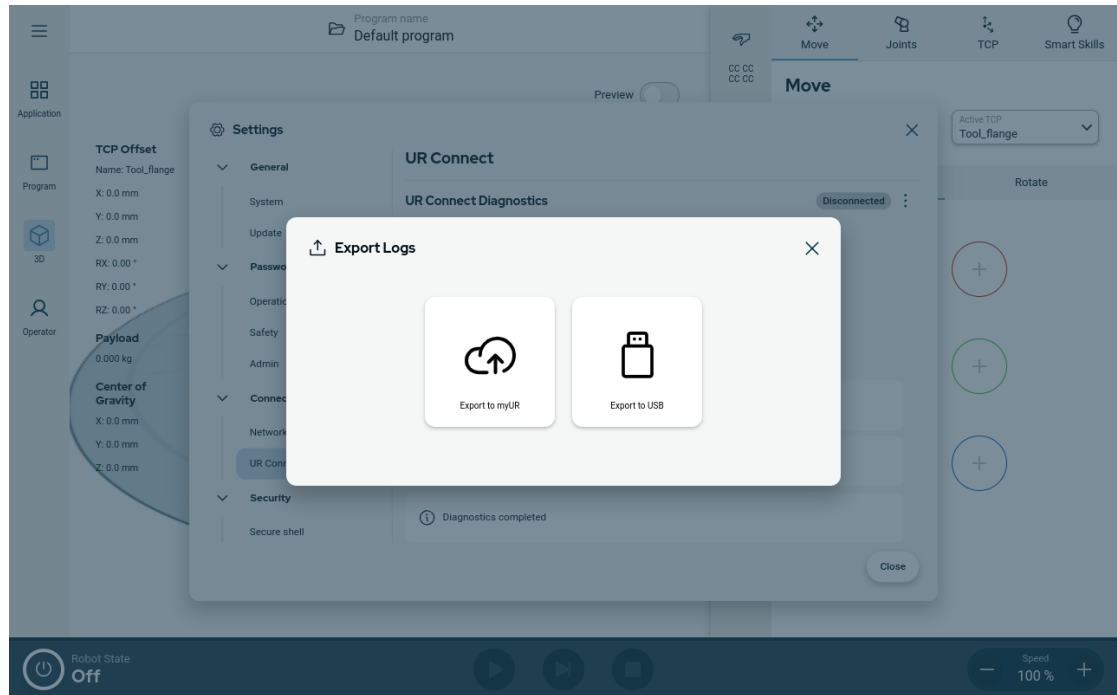 Program name
Default program
Move
Joints
TCP
Smart Skills
CC CC
CC CC
Move
Preview
Application
Active TCP
Tool_flange
Settings
TCP Offset
Name: Tool_flange
General
UR Connect
Program
Rotate
X: 0.0 mm
System
UR Connect Diagnostics
Disconnected
Y: 0.0 mm
Update
Z: 0.0 mm
Export Logs
3D
RX: 0.00 °
RY: 0.00 °
RZ: 0.00 °
Operator
Safety
Payload
0.000 kg
Admin
Center of
Gravity
Export to myUR
Export to USB
X: 0.0 mm
Network
Y: 0.0 mm
Z: 0.0 mm
UR
Security
Diagnostics completed
Secure shell
Close
Robot State
Off
Speed
100 %